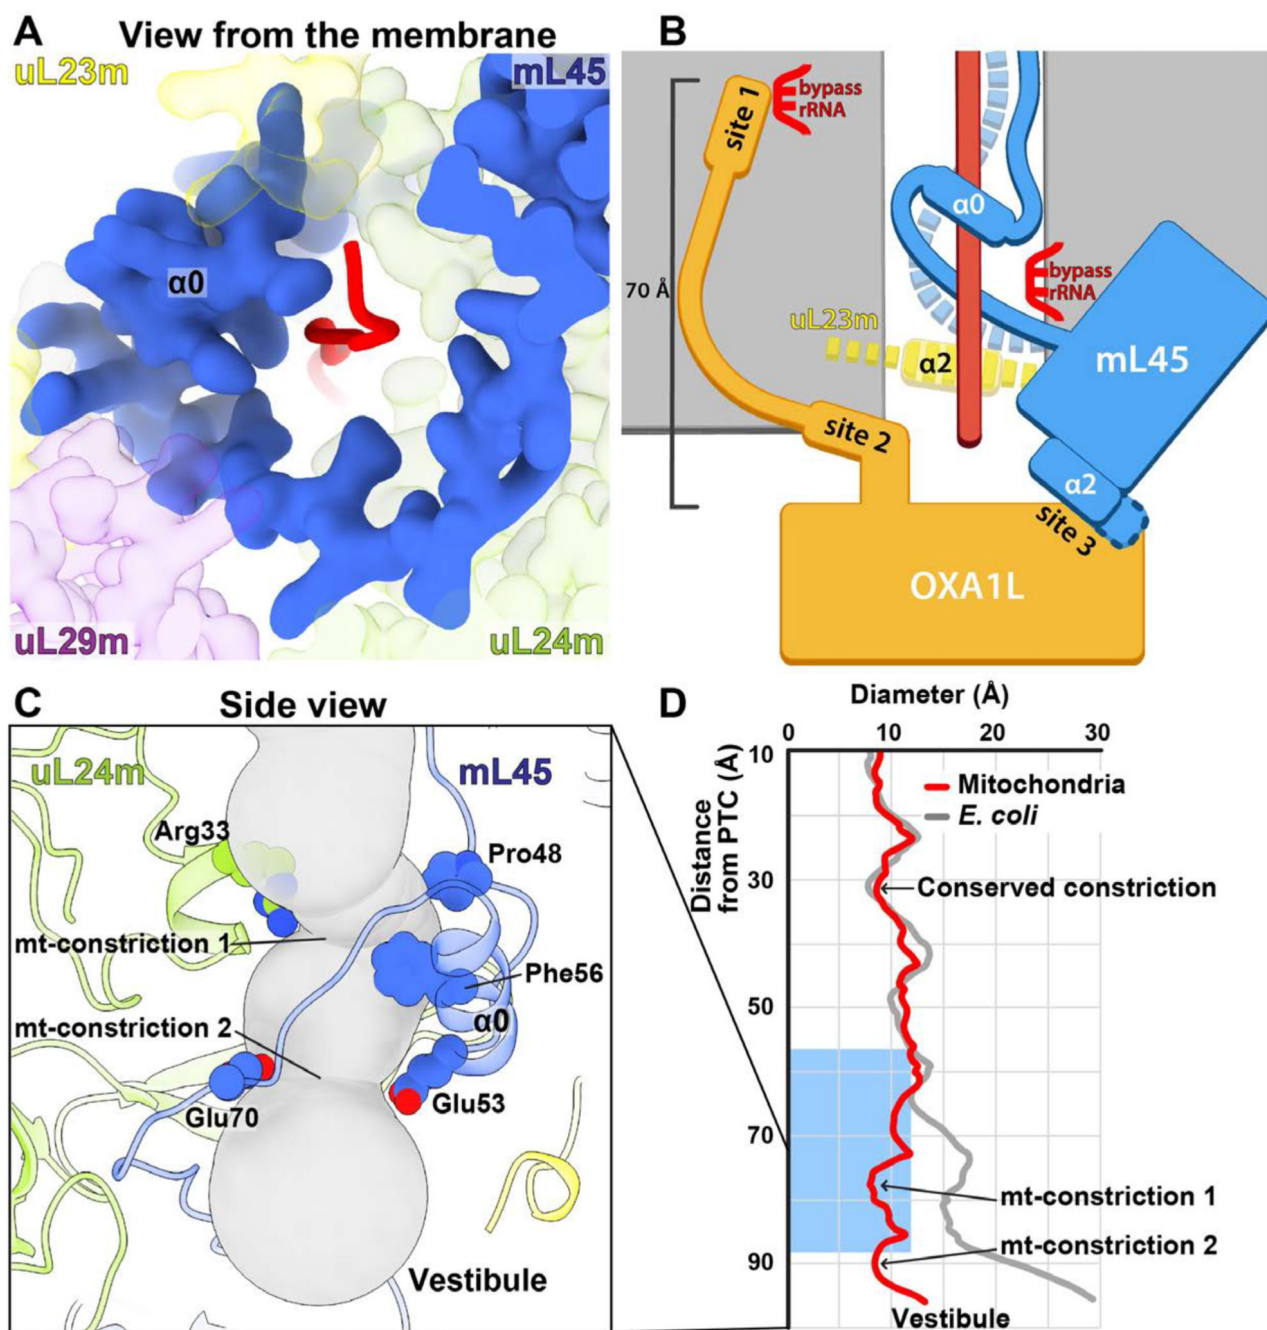 A
View from the membrane
uL23m
mL45
α0
uL29m
uL24m
B
site 1
bypass
rRNA
α0
70 Å
bypass
rRNA
uL23m
α2
mL45
site 2
α2
site 3
OXA1L
C
Side view
uL24m
mL45
Arg33
Pro48
mt-constriction 1
Phe56
mt-constriction 2
α0
Glu70
Glu53
Vestibule
D
Diameter (Å)
0 10 20 30
10
Distance
from PTC (Å)
Mitochondria
E. coli
30
Conserved constriction
50
70
mt-constriction 1
mt-constriction 2
90
Vestibule